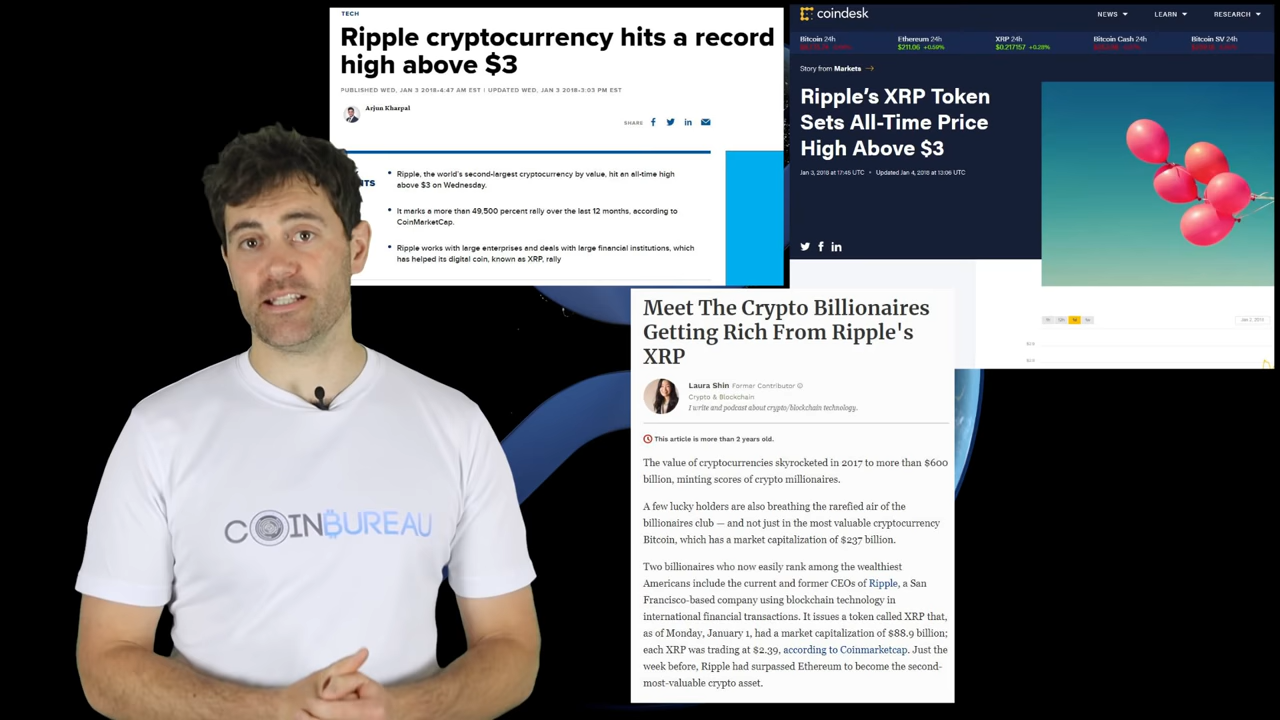 TECH
Ripple cryptocurrency hits a record
high above $3
PUBLISHED WED, JAN 3 2018•4:47 AM EST | UPDATED WED, JAN 3 2018•3:03 PM EST
Arjun Kharpal
SHARE
NTS
Ripple, the world's second-largest cryptocurrency by value, hit an all-time high
above $3 on Wednesday.
It marks a more than 49,500 percent rally over the last 12 months, according to
CoinMarketCap.
Ripple works with large enterprises and deals with large financial institutions, which
has helped its digital coin, known as XRP, rally
coindesk
NEWS LEARN RESEARCH
Bitcoin 24h Ethereum 24h XRP 24h Bitcoin Cash 24h Bitcoin SV 24h
$211.06 +0.59% $0.217157 +0.28%
Story from Markets →
Ripple's XRP Token
Sets All-Time Price
High Above $3
Jan 3, 2018 at 17:45 UTC • Updated Jan 4, 2018 at 13:06 UTC
Meet The Crypto Billionaires
Getting Rich From Ripple's
XRP
Laura Shin Former Contributor
Crypto & Blockchain
I write and podcast about crypto/blockchain technology.
This article is more than 2 years old.
The value of cryptocurrencies skyrocketed in 2017 to more than $600
billion, minting scores of crypto millionaires.
A few lucky holders are also breathing the rarefied air of the
billionaires club — and not just in the most valuable cryptocurrency
Bitcoin, which has a market capitalization of $237 billion.
Two billionaires who now easily rank among the wealthiest
Americans include the current and former CEOs of Ripple, a San
Francisco-based company using blockchain technology in
international financial transactions. It issues a token called XRP that,
as of Monday, January 1, had a market capitalization of $88.9 billion;
each XRP was trading at $2.39, according to Coinmarketcap. Just the
week before, Ripple had surpassed Ethereum to become the second-
most-valuable crypto asset.
COINBUREAU